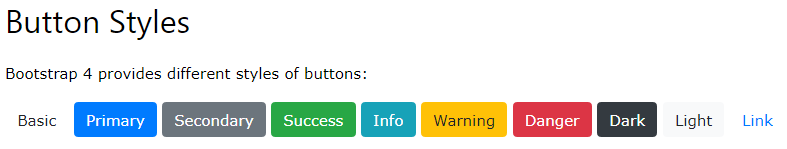 Button Styles
Bootstrap 4 provides different styles of buttons:
Basic Primary Secondary Success Info Warning Danger Dark Light Link